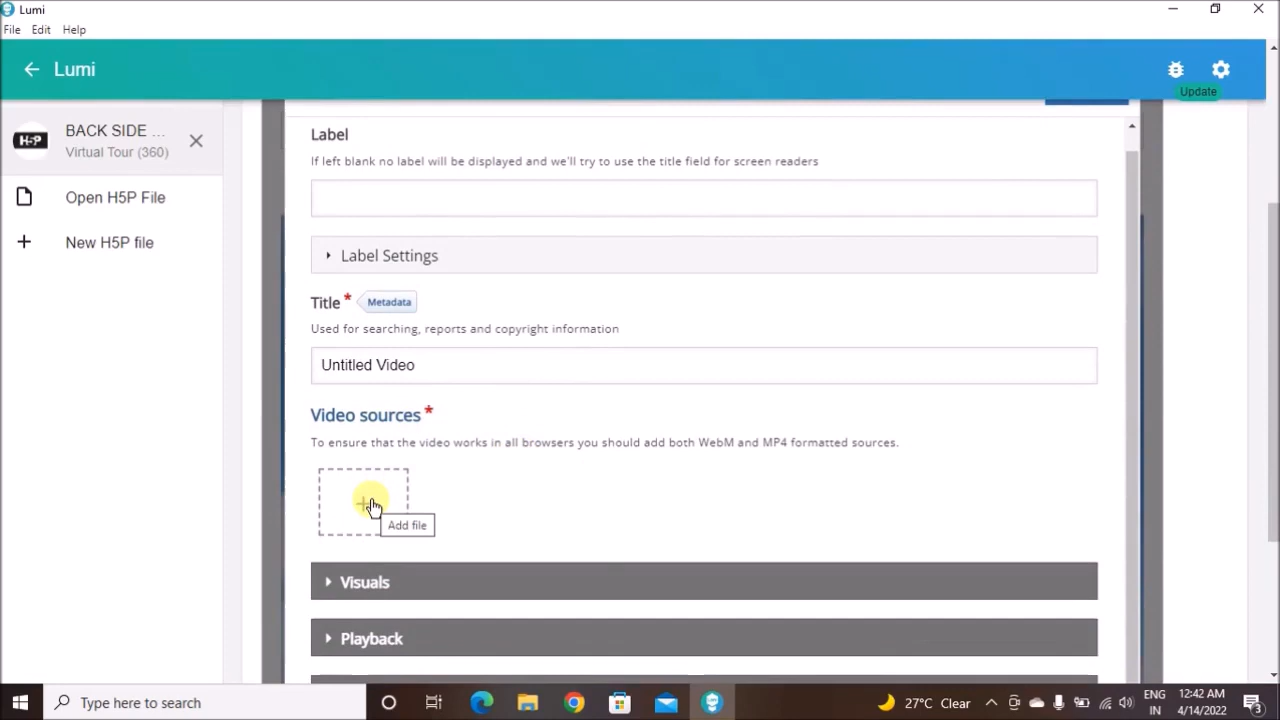 Lumi
File Edit Help
Lumi
Update
H5P
BACK SIDE ...
Virtual Tour (360)
Open H5P File
New H5P file
Label
If left blank no label will be displayed and we'll try to use the title field for screen readers
Label Settings
Title * Metadata
Used for searching, reports and copyright information
Untitled Video
Video sources *
To ensure that the video works in all browsers you should add both WebM and MP4 formatted sources.
Add file
Visuals
Playback
Type here to search
27°C Clear
ENG
IN
12:42 AM
4/14/2022
3